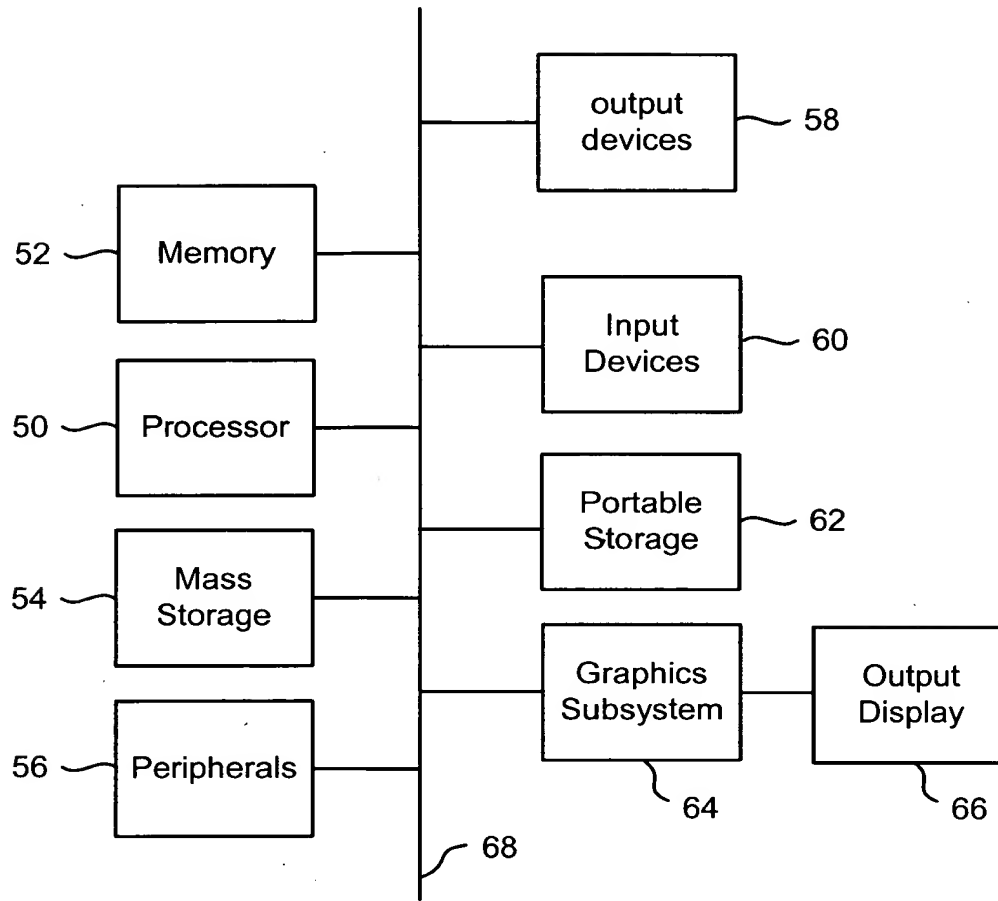 output
devices
58
52
Memory
Input
Devices
60
50
Processor
Portable
Storage
62
54
Mass
Storage
Graphics
Subsystem
Output
Display
56
Peripherals
64
66
68